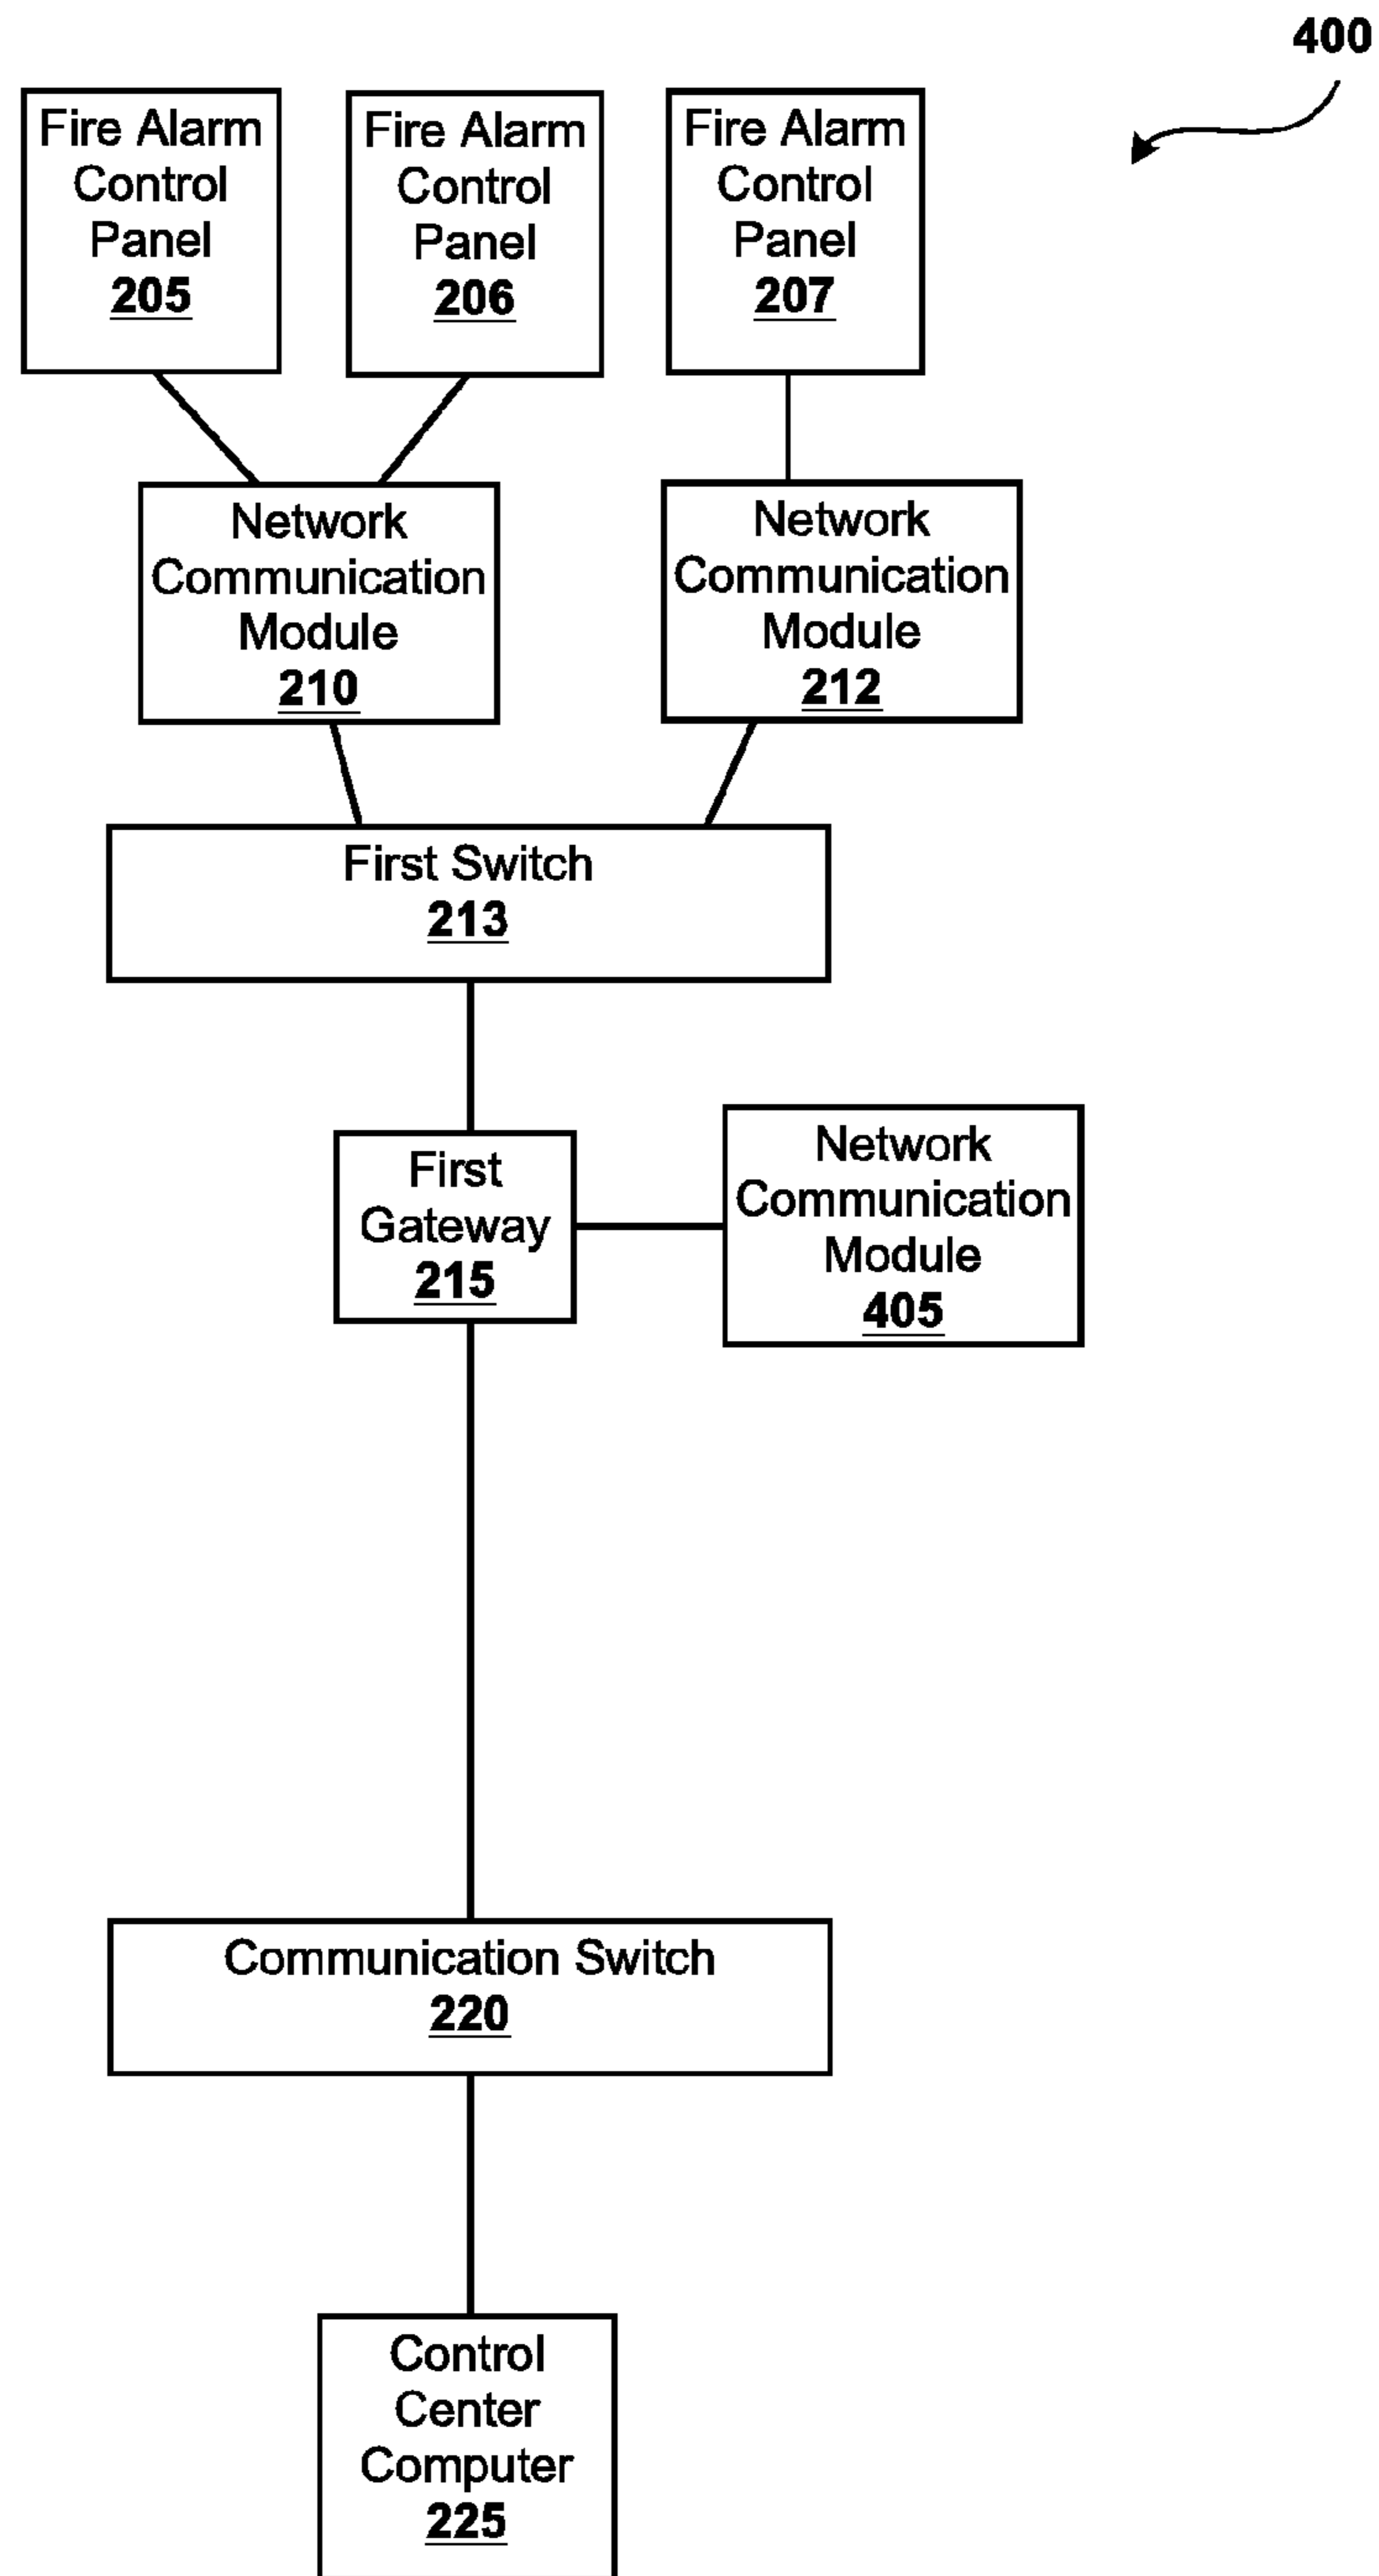 400
Fire Alarm
Control
Panel
205
Fire Alarm
Control
Panel
206
Fire Alarm
Control
Panel
207
Network
Communication
Module
210
Network
Communication
Module
212
First Switch
213
First
Gateway
215
Network
Communication
Module
405
Communication Switch
220
Control
Center
Computer
225